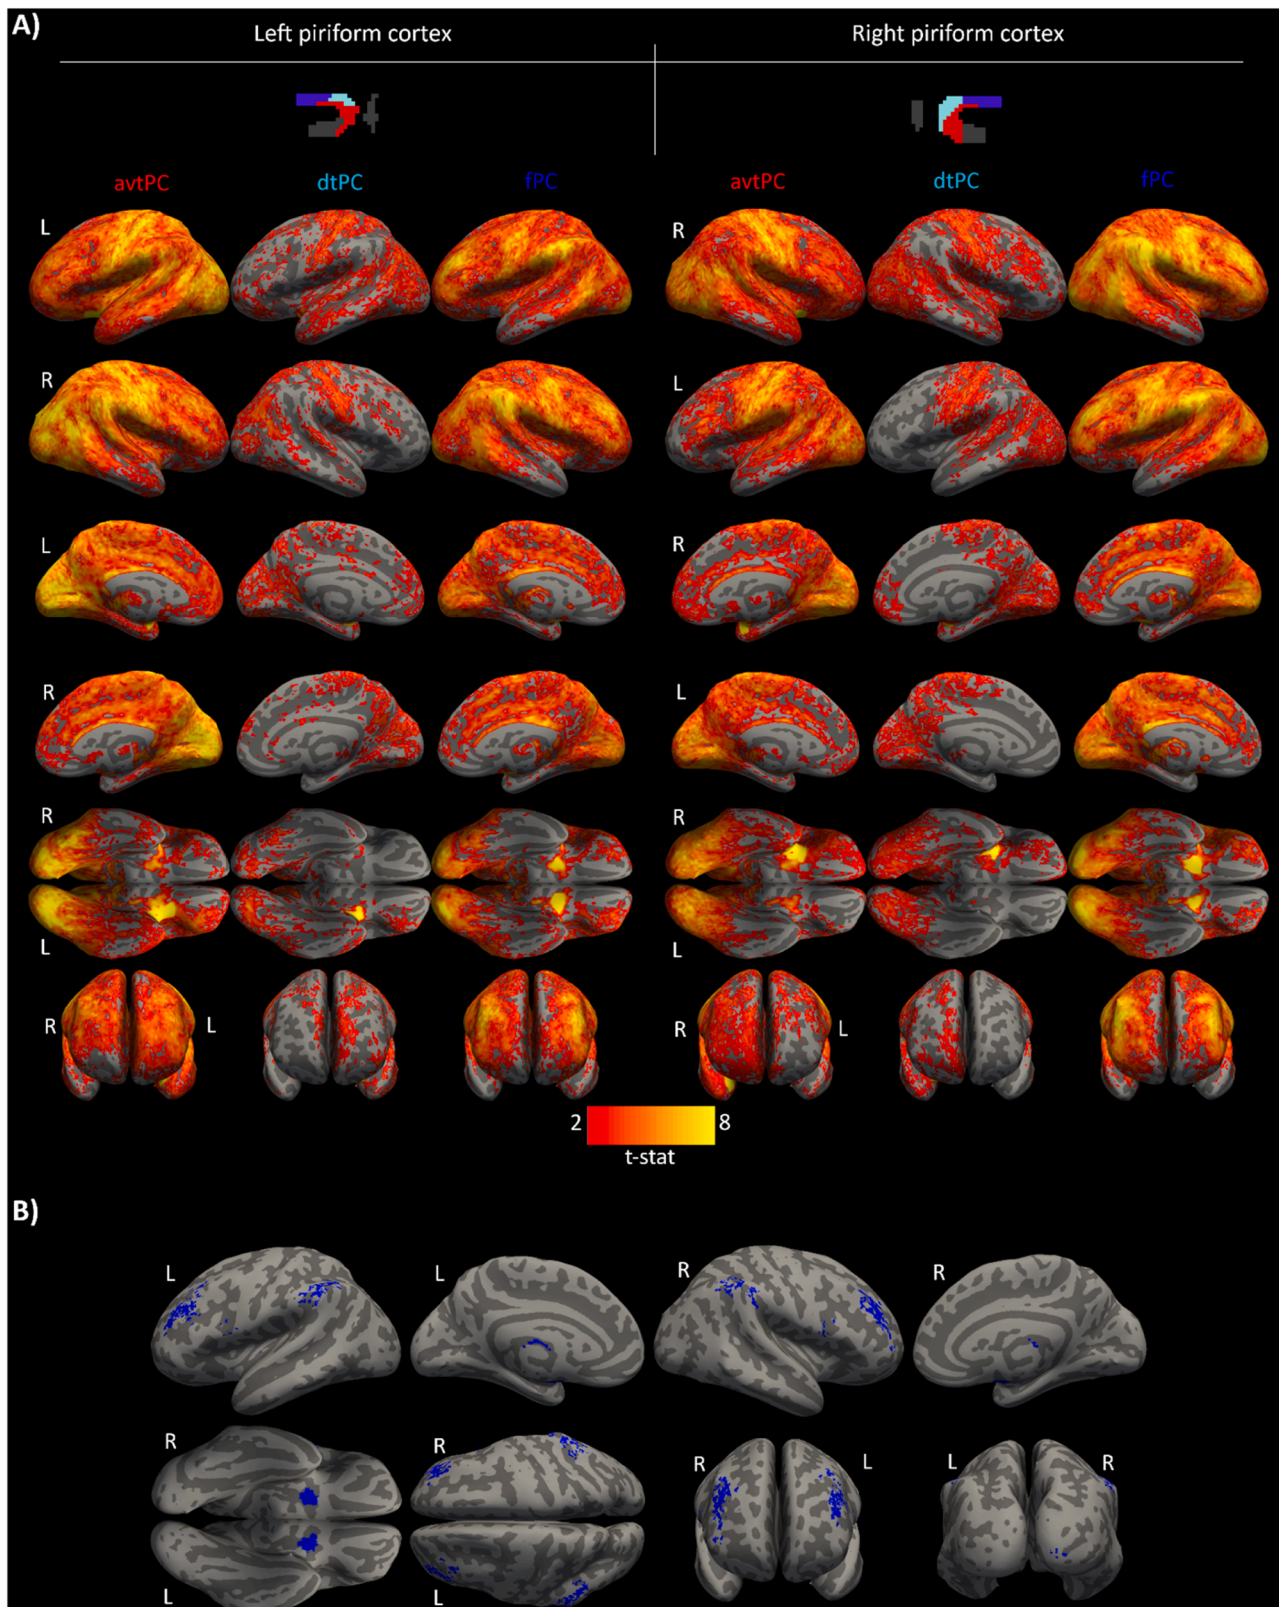 A)
Left piriform cortex
Right piriform cortex
avtPC dtPC fPC avtPC dtPC fPC
L R
R L
L R
R L
R R
L L
R L R L
2 8
t-stat
B)
L L R R
R R R L L R
L L